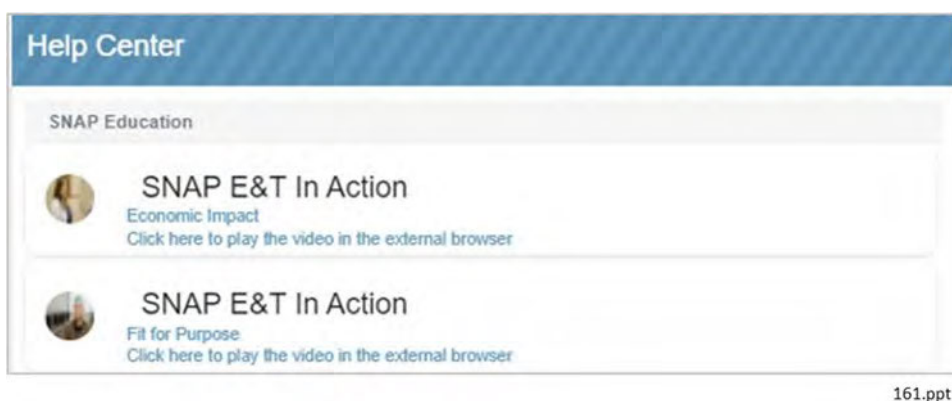 Help Center
SNAP Education
SNAP E&T In Action
Economic Impact
Click here to play the video in the external browser
SNAP E&T In Action
Fit for Purpose
Click here to play the video in the external browser
161.ppt